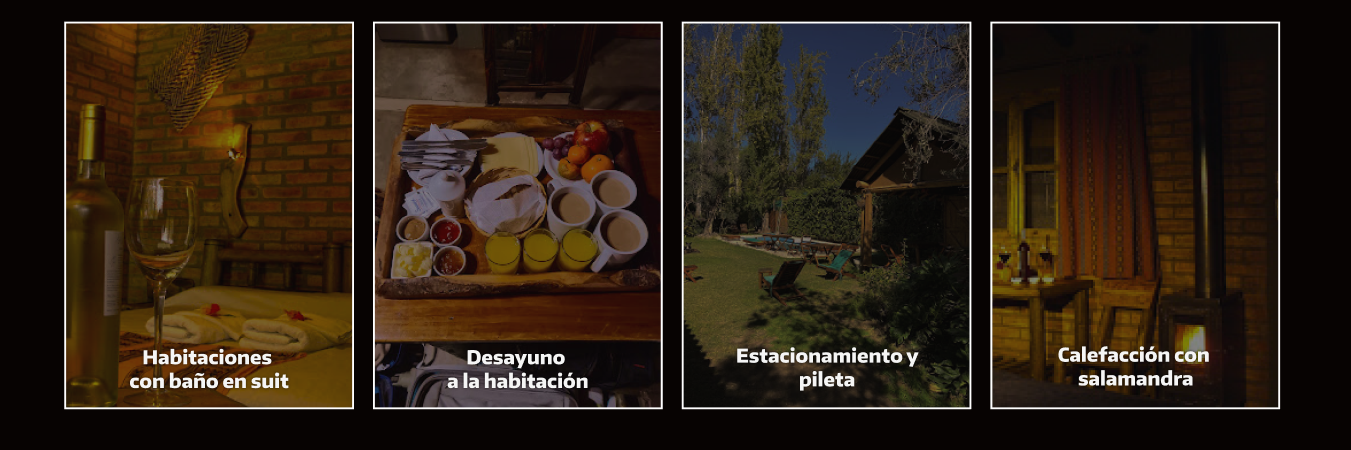 Habitaciones
con baño en suit
Desayuno
a la habitación
Estacionamiento y
pileta
Calefacción con
salamandra